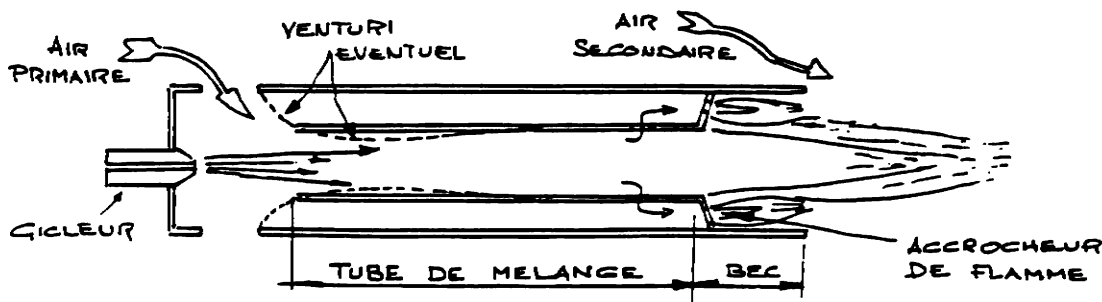 AIR
PRIMAIRE
VENTURI
EVENTUEL
AIR
SECONDAIRE
GICLEUR
TUBE DE MELANGE
BEC
ACCROCHEUR
DE FLAMME